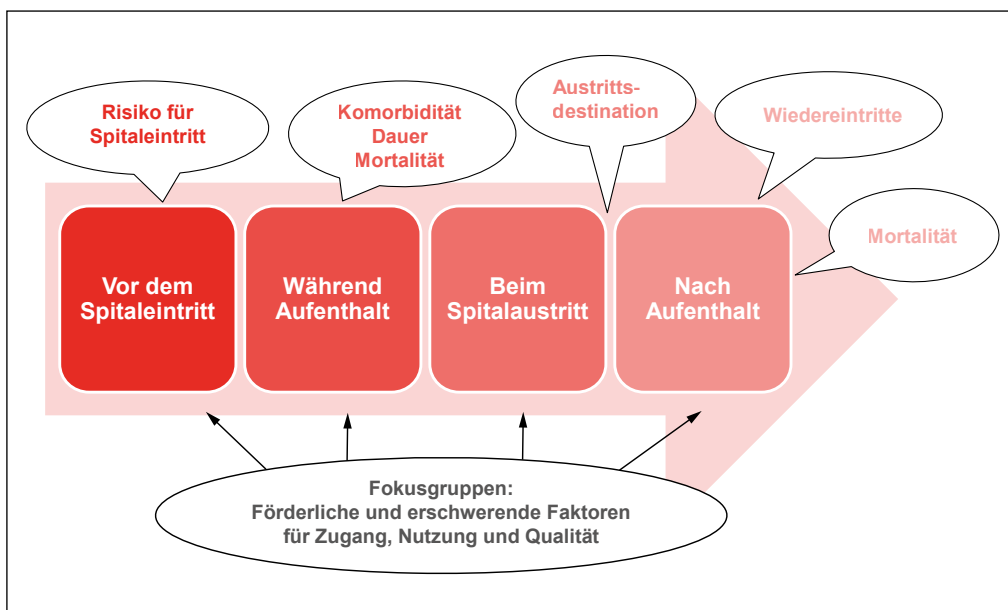 Risiko für
Spitaleintritt
Komorbidität
Dauer
Mortalität
Austritts-
destination
Wiedereintritte
Mortalität
Vor dem
Spitaleintritt
Während
Aufenthalt
Beim
Spitalaustritt
Nach
Aufenthalt
Fokusgruppen:
Förderliche und erschwerende Faktoren
für Zugang, Nutzung und Qualität